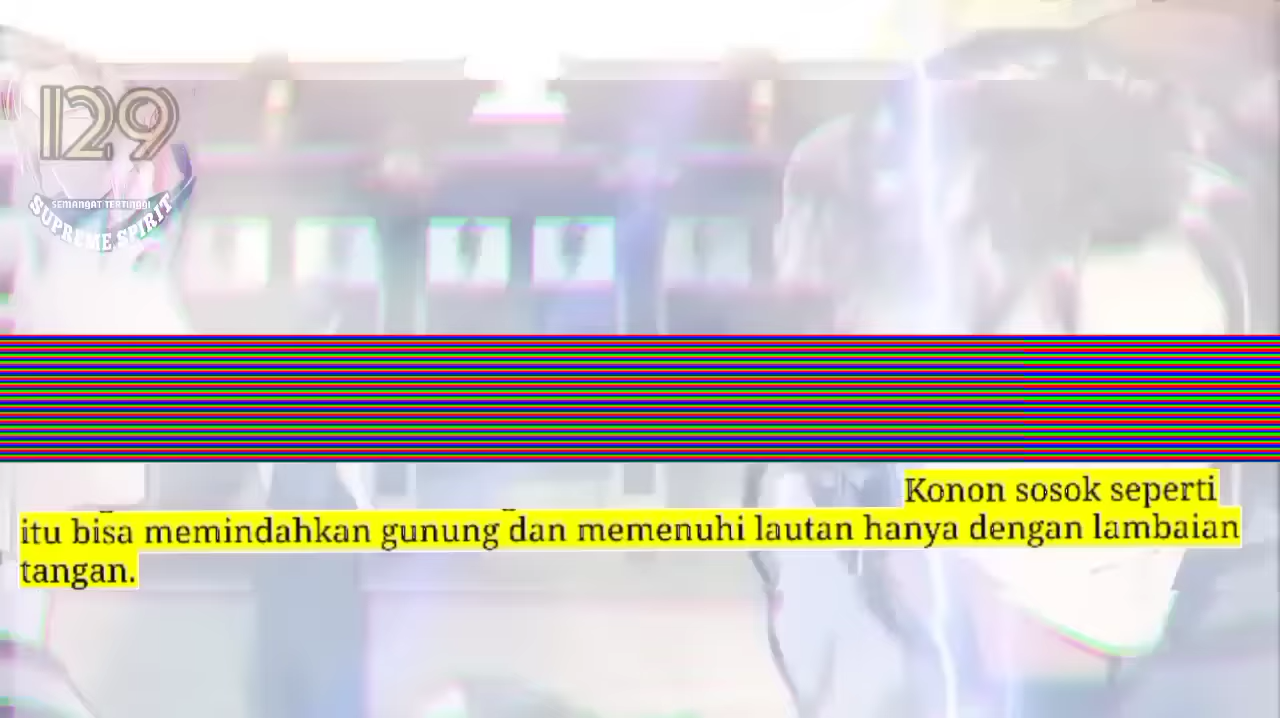 129
SEMANGAT TERTINGGI
SUPREME SPIRIT
Konon sosok seperti
itu bisa memindahkan gunung dan memenuhi lautan hanya dengan lambaian
tangan.